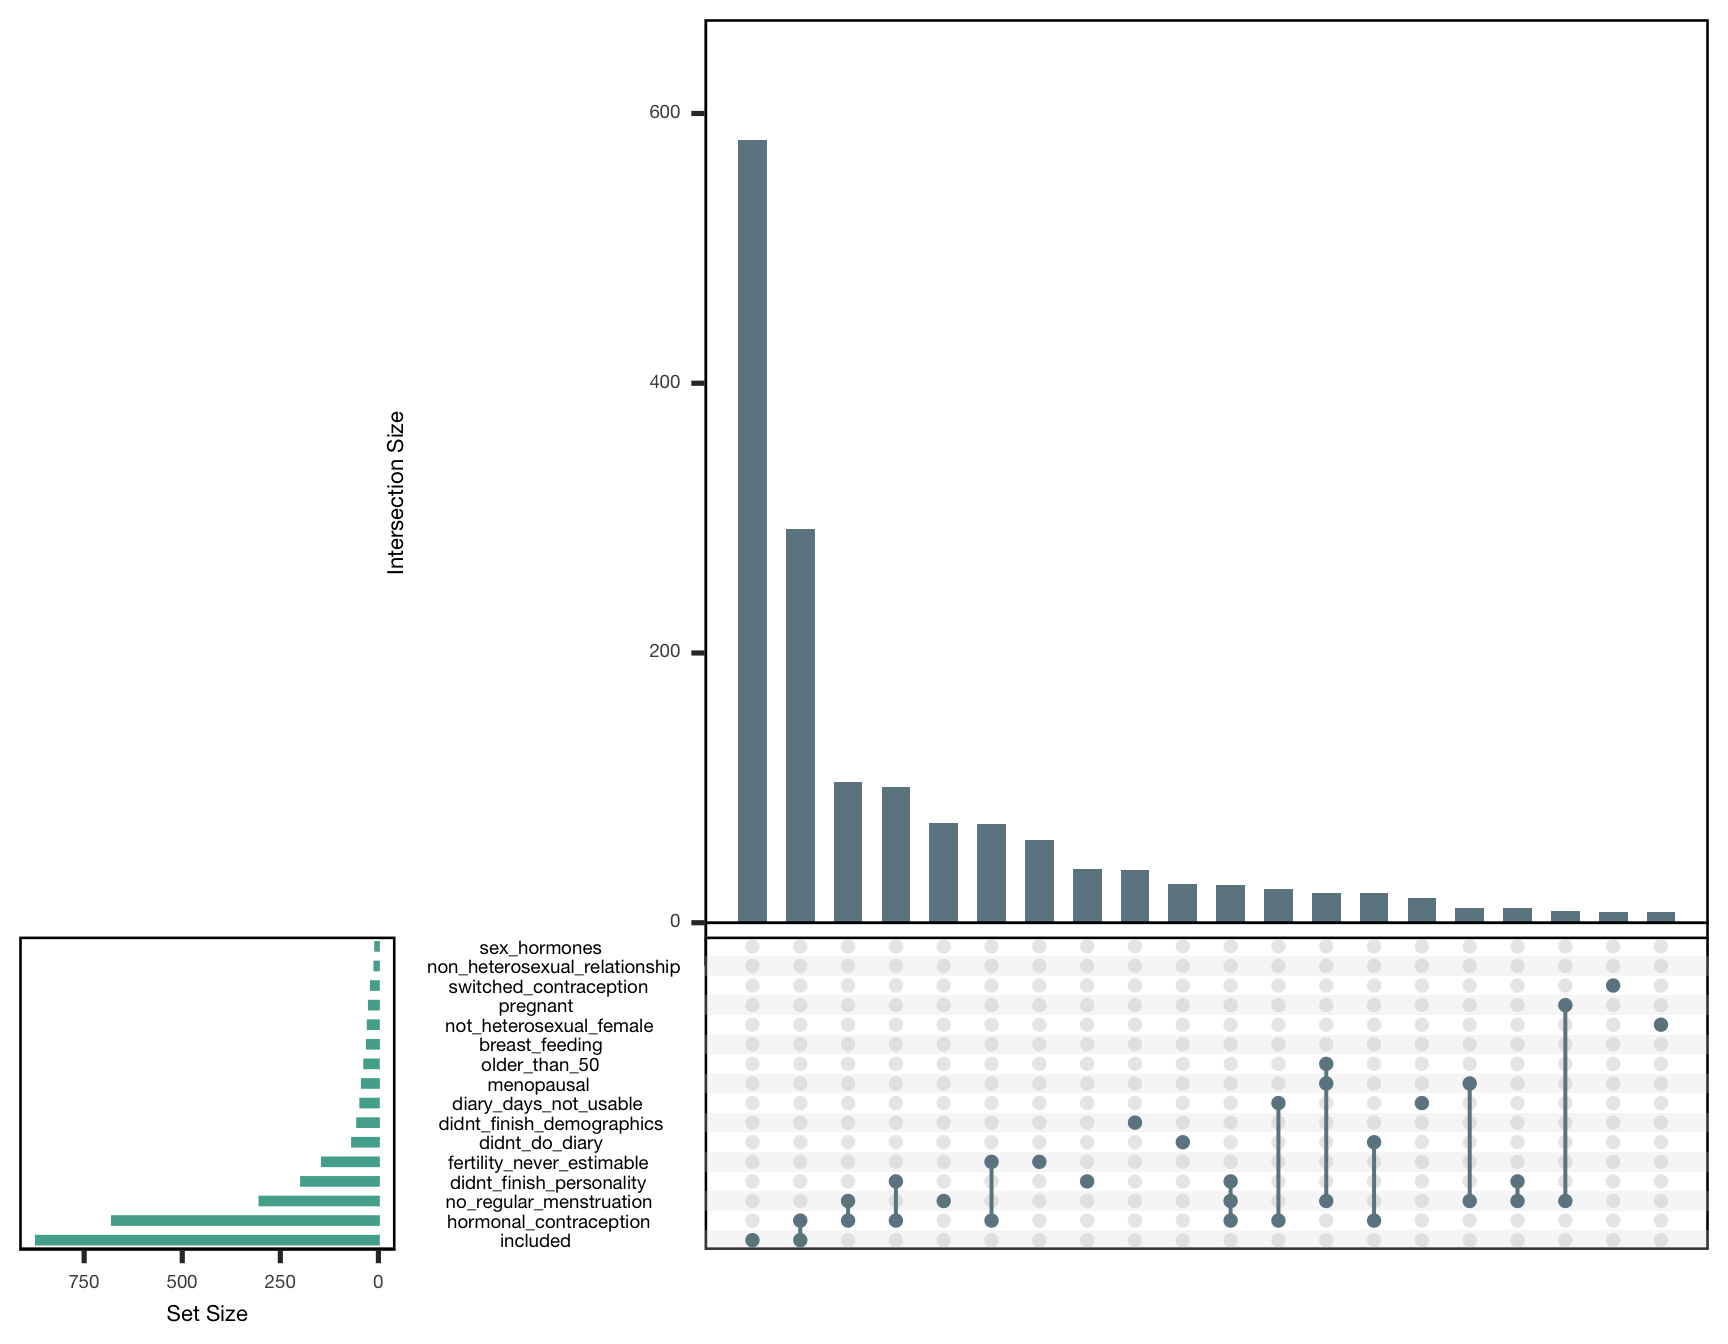 600
400
200
0
Intersection Size
sex_hormones
non_heterosexual_relationship
switched_contraception
pregnant
not_heterosexual_female
breast_feeding
older_than_50
menopausal
diary_days_not_usable
didnt_finish_demographics
didnt_do_diary
fertility_never_estimable
didnt_finish_personality
no_regular_menstruation
hormonal_contraception
included
750 500 250 0
Set Size